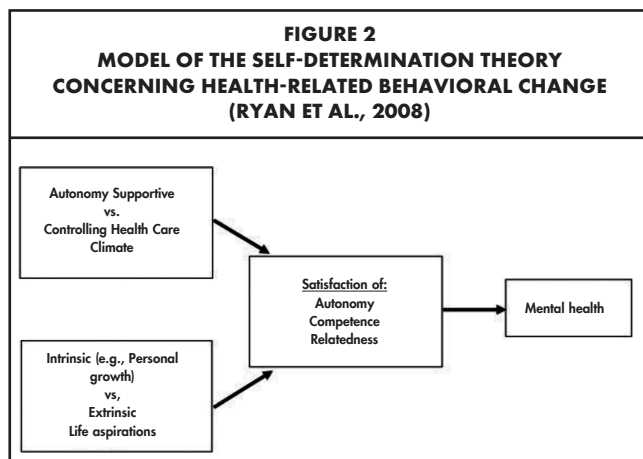 FIGURE 2
MODEL OF THE SELF-DETERMINATION THEORY
CONCERNING HEALTH-RELATED BEHAVIORAL CHANGE
(RYAN ET AL., 2008)
Autonomy Supportive
vs.
Controlling Health Care
Climate
Satisfaction of:
Autonomy
Competence
Relatedness
Mental health
Intrinsic (e.g., Personal
growth)
vs,
Extrinsic
Life aspirations